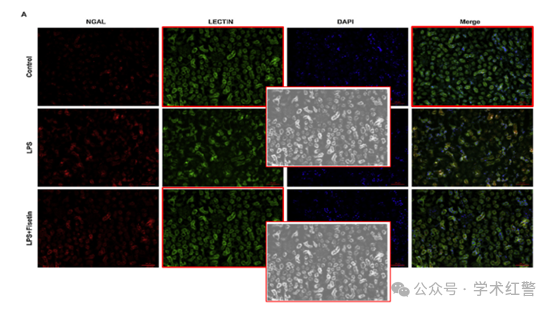 A
NGAL LECTIN DAPI Merge
Control
LPS
LPS+Fisetin
公众号 · 学术红警